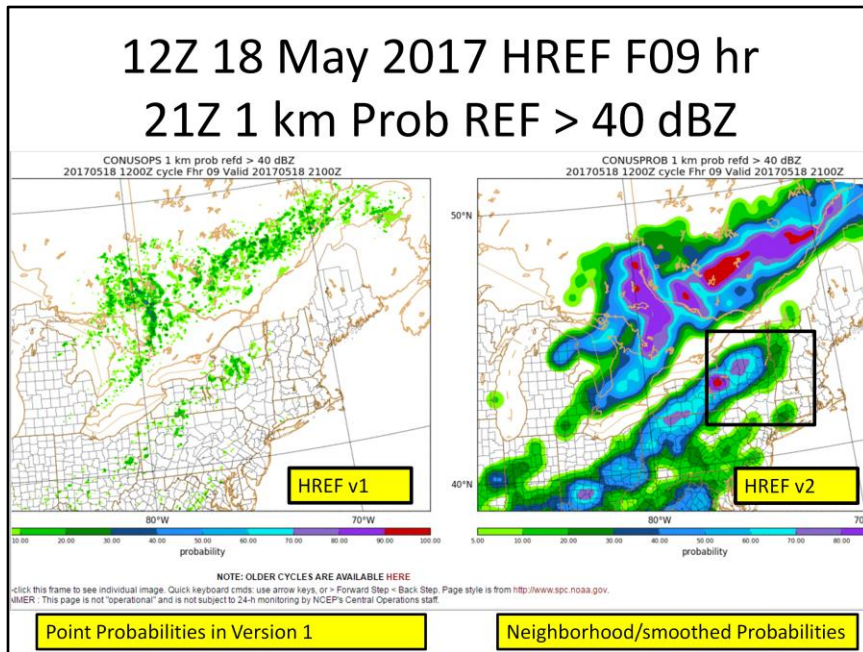 12Z 18 May 2017 HREF F09 hr
21Z 1 km Prob REF > 40 dBZ
CONUSOPS 1 km prob refd > 40 dBZ
20170518 1200Z cycle Fhr 09 Valid 20170518 2100Z
CONUSPROB 1 km prob refd > 40 dBZ
20170518 1200Z cycle Fhr 09 Valid 20170518 2100Z
50°N
40°N
HREF v1
HREF v2
80°W 70°W
80°W 70
10.00 20.00 30.00 40.00 50.00 60.00 70.00 80.00 90.00 100.00
probability
5.00 10.00 20.00 30.00 40.00 50.00 60.00 70.00 80.00
probability
NOTE: OLDER CYCLES ARE AVAILABLE HERE
-click this frame to see individual image. Quick keyboard cmds: use arrow keys, or > Forward Step < Back Step. Page style is from http://www.spc.noaa.gov.
AIMER : This page is not "operational" and is not subject to 24-h monitoring by NCEP's Central Operations staff.
Point Probabilities in Version 1
Neighborhood/smoothed Probabilities